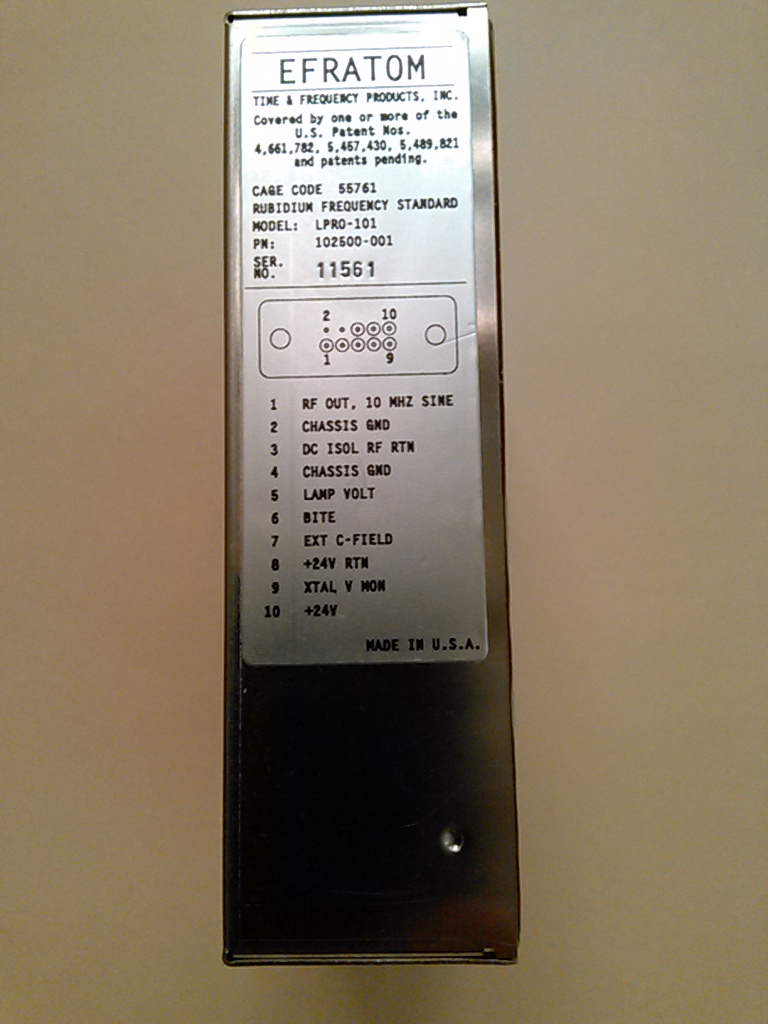 EFRATOM
TIME & FREQUENCY PRODUCTS, INC.
Covered by one or more of the
U.S. Patent Nos.
4,661,782, 5,457,430, 5,489,821
and patents pending.
CAGE CODE 55761
RUBIDIUM FREQUENCY STANDARD
MODEL: LPRO-101
PN: 102500-001
SER. NO. 11561
2 10
1 9
1 RF OUT, 10 MHZ SINE
2 CHASSIS GND
3 DC ISOL RF RTN
4 CHASSIS GND
5 LAMP VOLT
6 BITE
7 EXT C-FIELD
8 +24V RTN
9 XTAL V MON
10 +24V
MADE IN U.S.A.